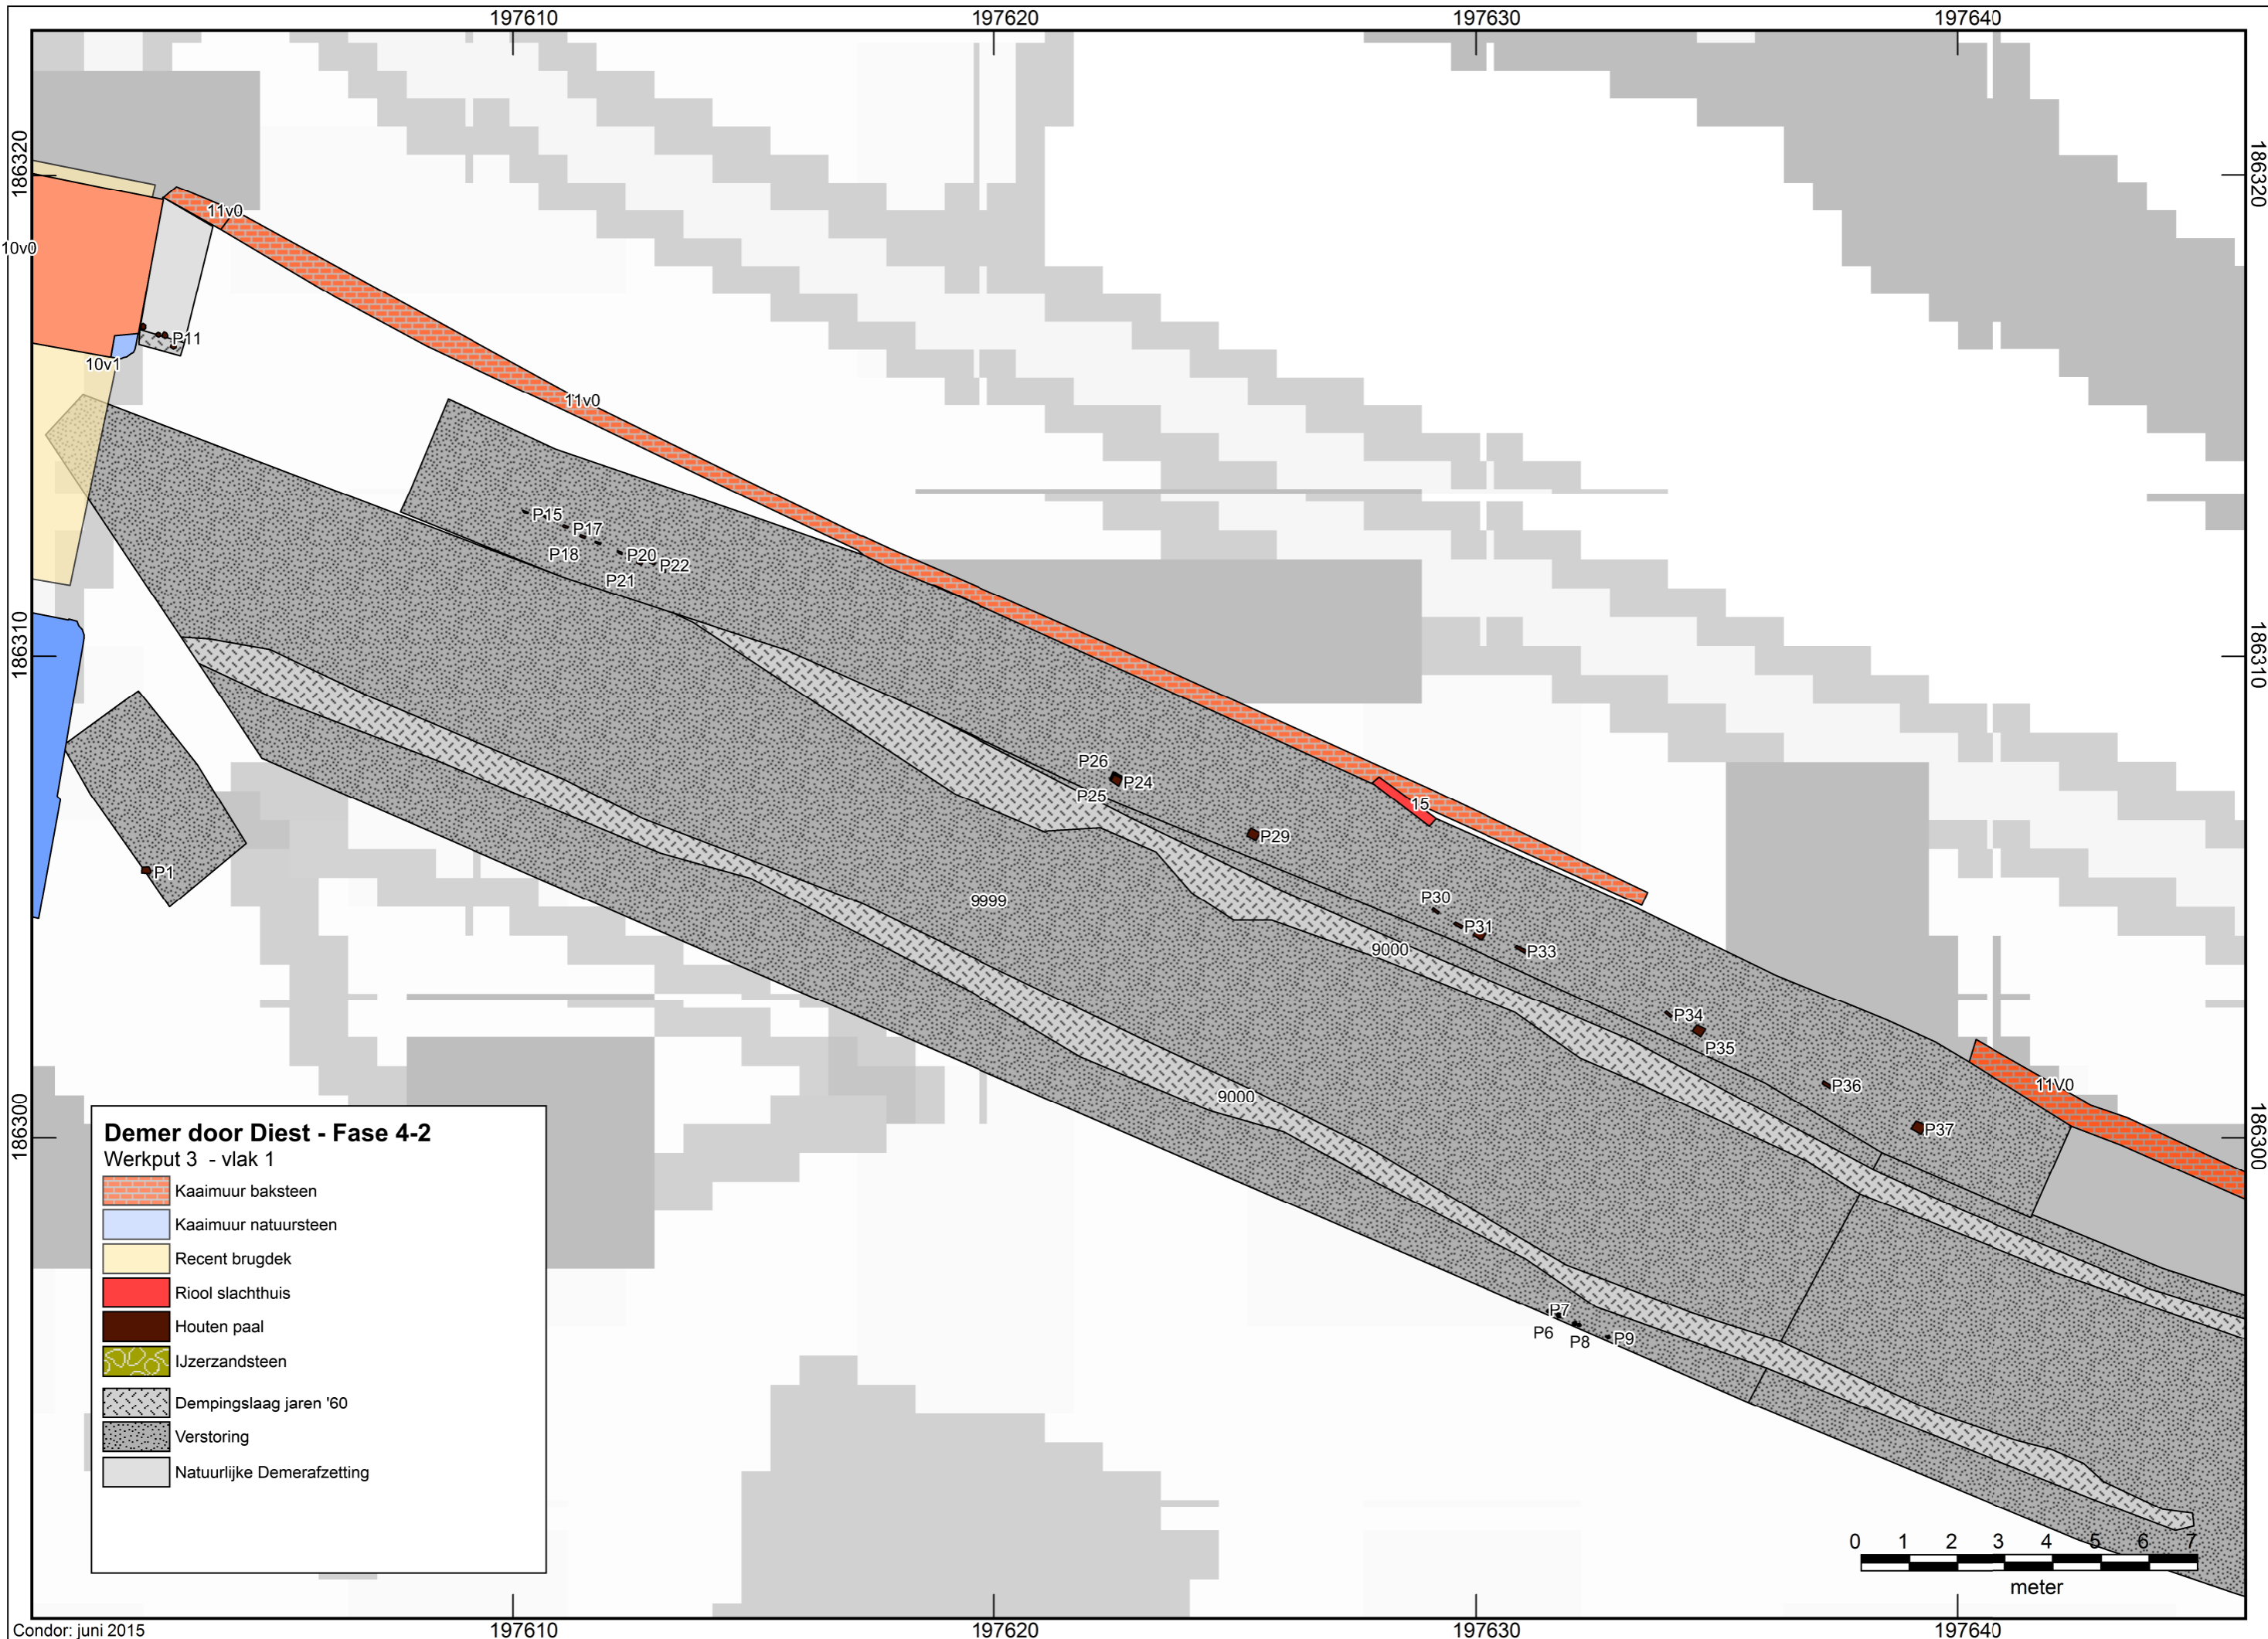 197610
197620
197630
197640
186320
186320
11v0
10v0
P11
10v1
11v0
P15
P17
P18
P20
P22
P21
186310
186310
P26
P24
P25
15
P29
P1
9999
P30
P31
9000
P33
P34
P35
9000
P36
11V0
P37
186300
186300
Demer door Diest - Fase 4-2
Werkput 3 - vlak 1
Kaaimuur baksteen
Kaaimuur natuursteen
Recent brugdek
Riool slachthuis
Houten paal
IJzerzandsteen
Dempingslaag jaren '60
Verstoring
Natuurlijke Demerafzetting
P7
P6
P8
P9
0 1 2 3 4 5 6 7
meter
197610
197620
197630
197640
Condor: juni 2015